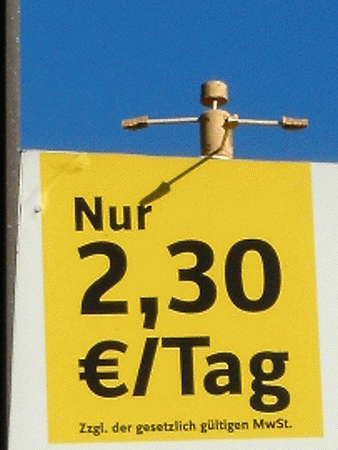 Nur
2,30
€/Tag
Zzgl. der gesetzlich gültigen MwSt.